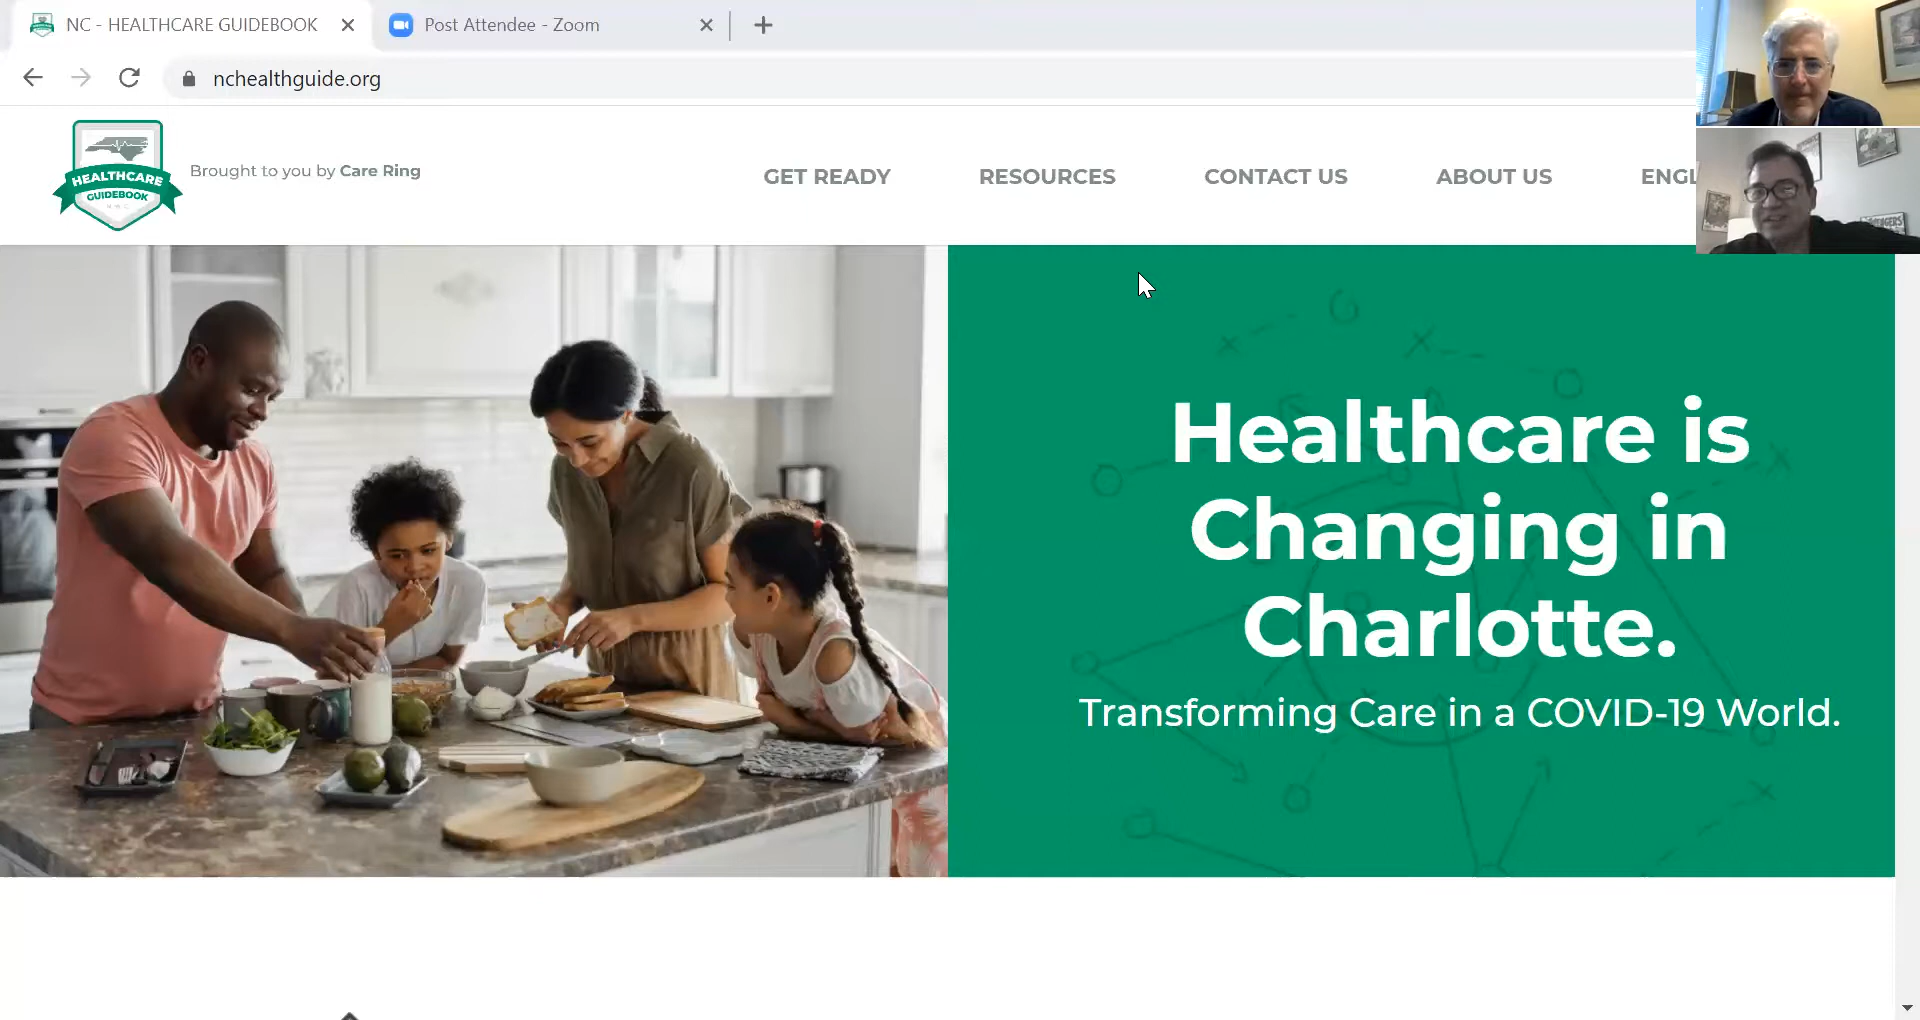 NC - HEALTHCARE GUIDEBOOK
Post Attendee - Zoom
nchealthguide.org
HEALTHCARE
GUIDEBOOK
Brought to you by Care Ring
GET READY
RESOURCES
CONTACT US
ABOUT US
ENGL
Healthcare is
Changing in
Charlotte.
Transforming Care in a COVID-19 World.